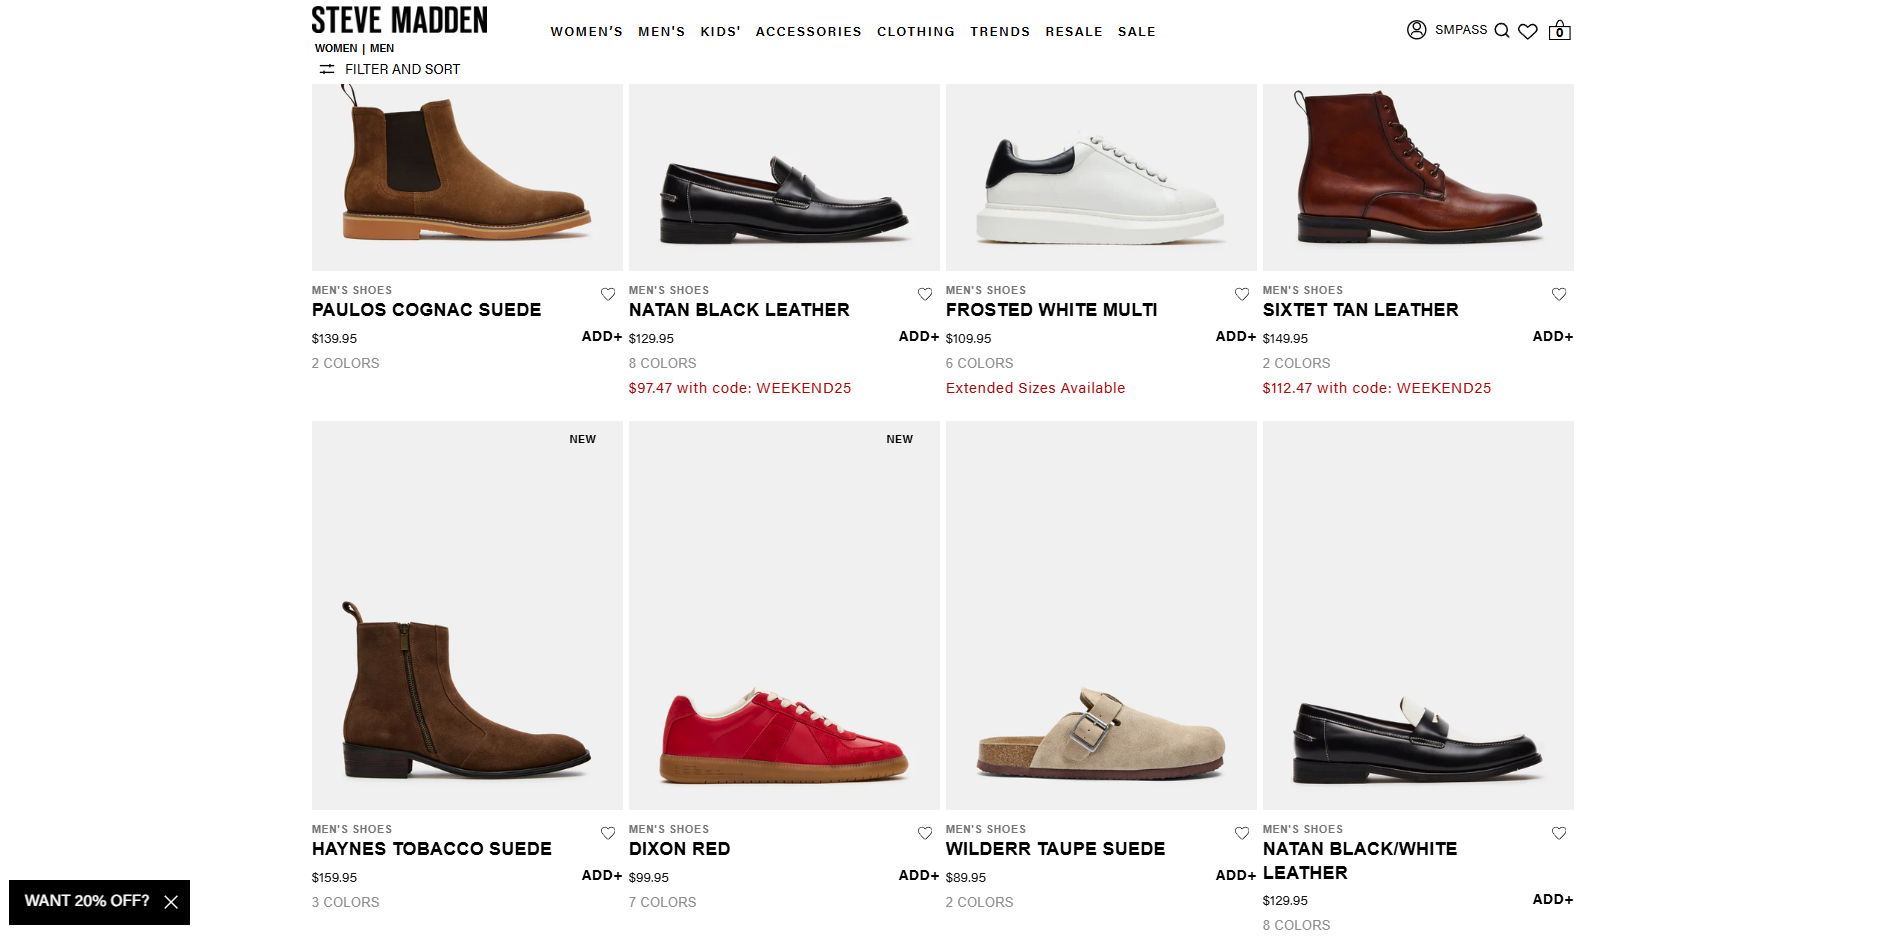 STEVE MADDEN
WOMEN | MEN
WOMEN'S MEN'S KIDS' ACCESSORIES CLOTHING TRENDS RESALE SALE
SMPASS
0
FILTER AND SORT
MEN'S SHOES
PAULOS COGNAC SUEDE
$139.95
ADD+
2 COLORS
MEN'S SHOES
NATAN BLACK LEATHER
$129.95
ADD+
8 COLORS
$97.47 with code: WEEKEND25
MEN'S SHOES
FROSTED WHITE MULTI
$109.95
ADD+
6 COLORS
Extended Sizes Available
MEN'S SHOES
SIXTET TAN LEATHER
$149.95
ADD+
2 COLORS
$112.47 with code: WEEKEND25
NEW
MEN'S SHOES
HAYNES TOBACCO SUEDE
$159.95
ADD+
3 COLORS
NEW
MEN'S SHOES
DIXON RED
$99.95
ADD+
7 COLORS
MEN'S SHOES
WILDERR TAUPE SUEDE
$89.95
ADD+
2 COLORS
MEN'S SHOES
NATAN BLACK/WHITE
LEATHER
$129.95
ADD+
8 COLORS
WANT 20% OFF?